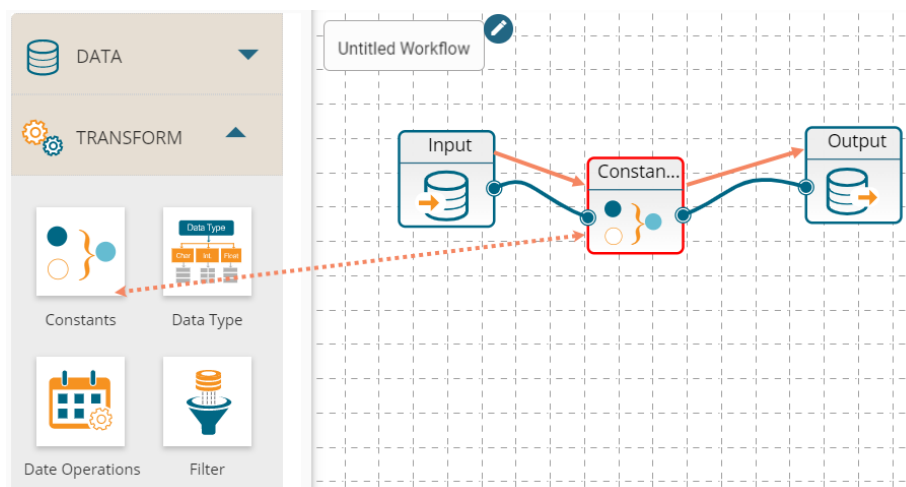 DATA
TRANSFORM
Constants
Data Type
Data Type
Char Int Float
Date Operations
Filter
Untitled Workflow
Input
Constan...
Output